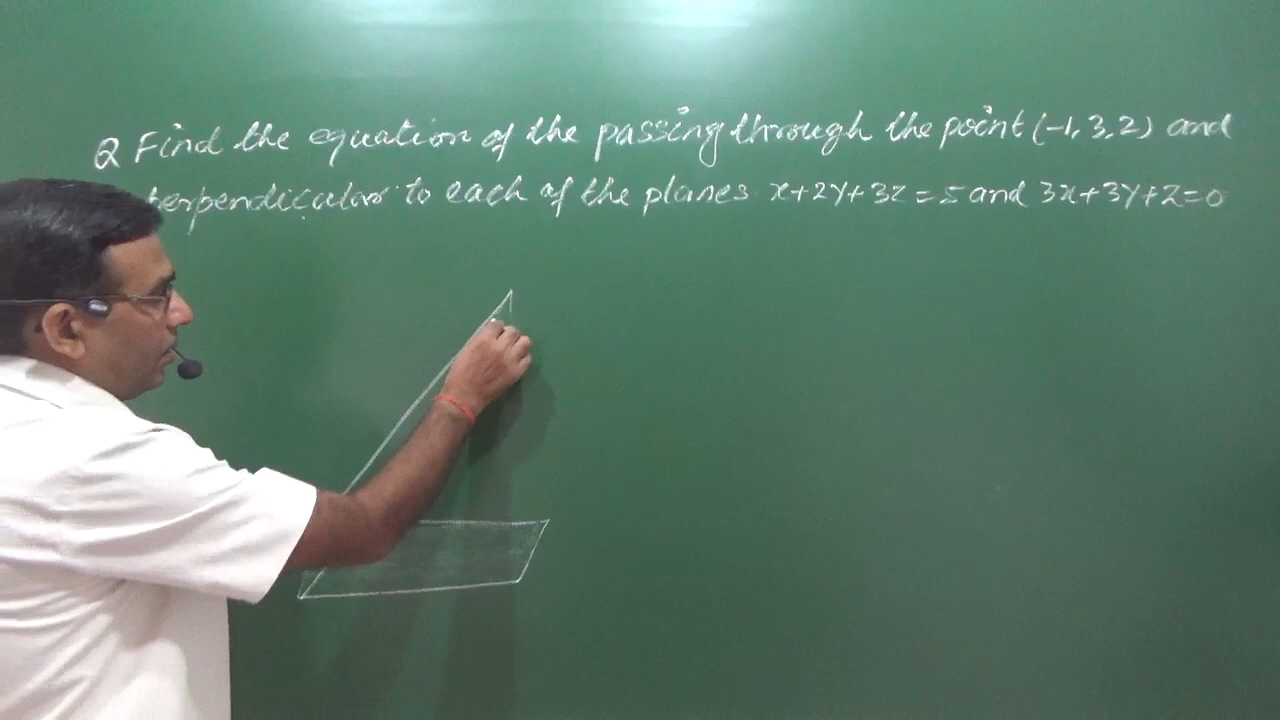 Q Find the equation of the passing through the point (-1, 3, 2) and
perpendicular to each of the planes x+2y+3z=5 and 3x+3y+z=0